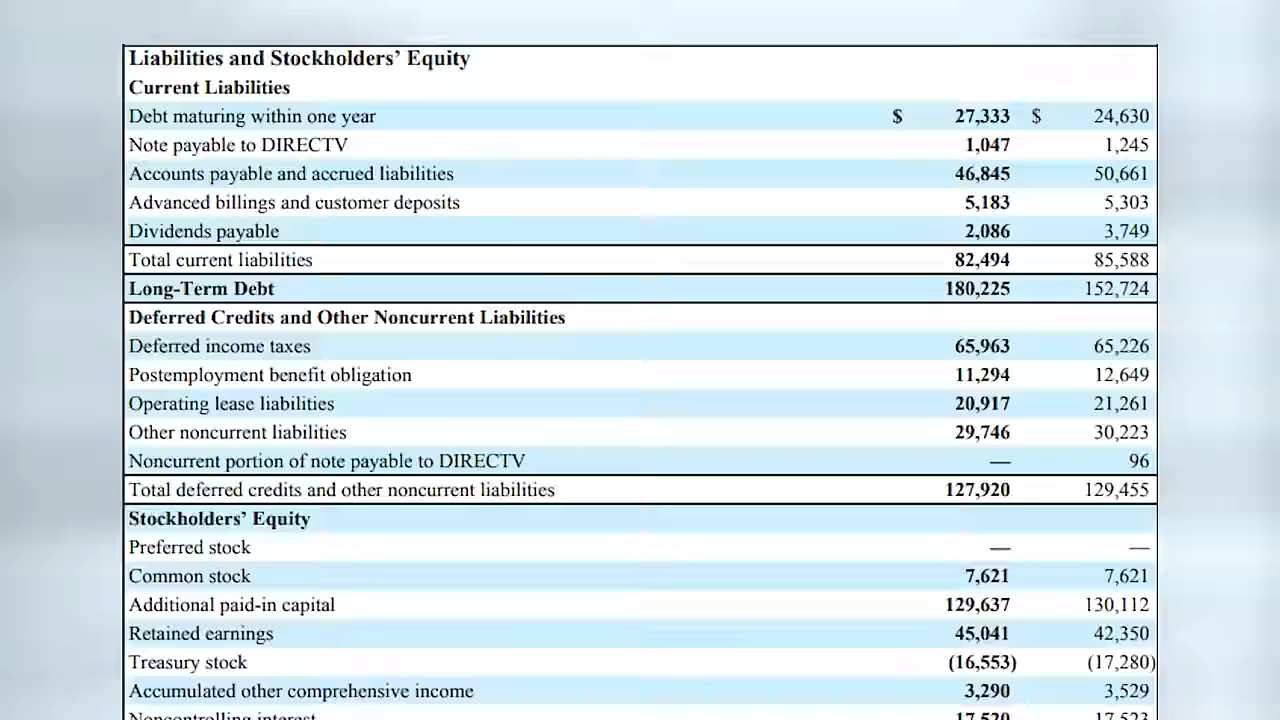 Liabilities and Stockholders’ Equity
Current Liabilities
Debt maturing within one year $ 27,333 $ 24,630
Note payable to DIRECTV 1,047 1,245
Accounts payable and accrued liabilities 46,845 50,661
Advanced billings and customer deposits 5,183 5,303
Dividends payable 2,086 3,749
Total current liabilities 82,494 85,588
Long-Term Debt 180,225 152,724
Deferred Credits and Other Noncurrent Liabilities
Deferred income taxes 65,963 65,226
Postemployment benefit obligation 11,294 12,649
Operating lease liabilities 20,917 21,261
Other noncurrent liabilities 29,746 30,223
Noncurrent portion of note payable to DIRECTV — 96
Total deferred credits and other noncurrent liabilities 127,920 129,455
Stockholders’ Equity
Preferred stock — —
Common stock 7,621 7,621
Additional paid-in capital 129,637 130,112
Retained earnings 45,041 42,350
Treasury stock (16,553) (17,280)
Accumulated other comprehensive income 3,290 3,529
Noncontrolling interest 17,520 17,523